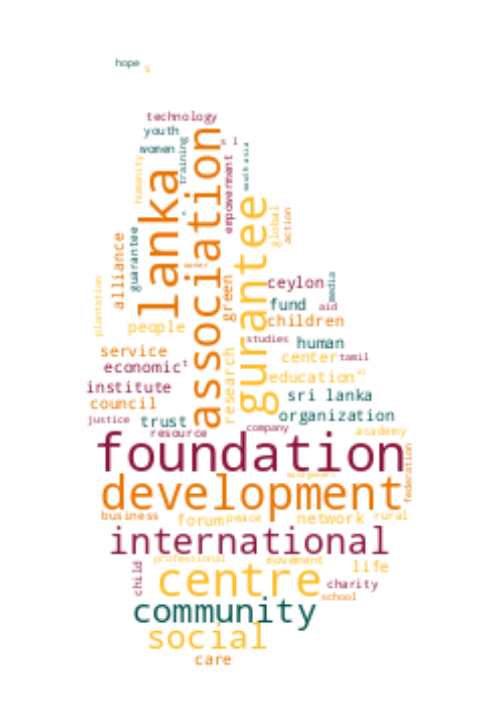 hope
technology
youth
women
training
s l
south asia
humanity
lanka
association
empowerment
gurantee
global
action
alliance
guarantee
green
ceylon
media
plantation
fund
aid
people
children
studies
human
service
research
center
tamil
economic
education
institute
sri lanka
council
organization
justice
trust
resource
company
academy
foundation
federation
development
business
forum
peace
network
rural
international
professional
movement
child
centre
life
charity
school
community
social
care